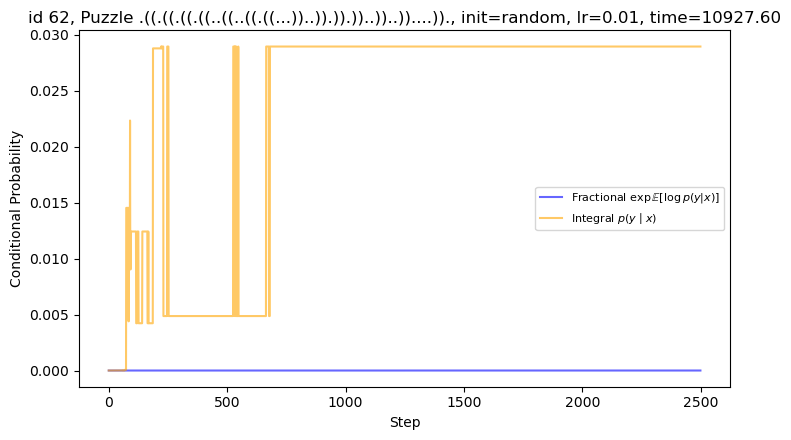 id 62, Puzzle .((.((.((.((..((..((.((...))..)).)).))..))..))....))., init=random, lr=0.01, time=10927.60
0.030
0.025
0.020
0.015
0.010
0.005
0.000
Conditional Probability
Fractional exp𝔼[log p(y|x)]
Integral p(y | x)
0
500
1000
1500
2000
2500
Step